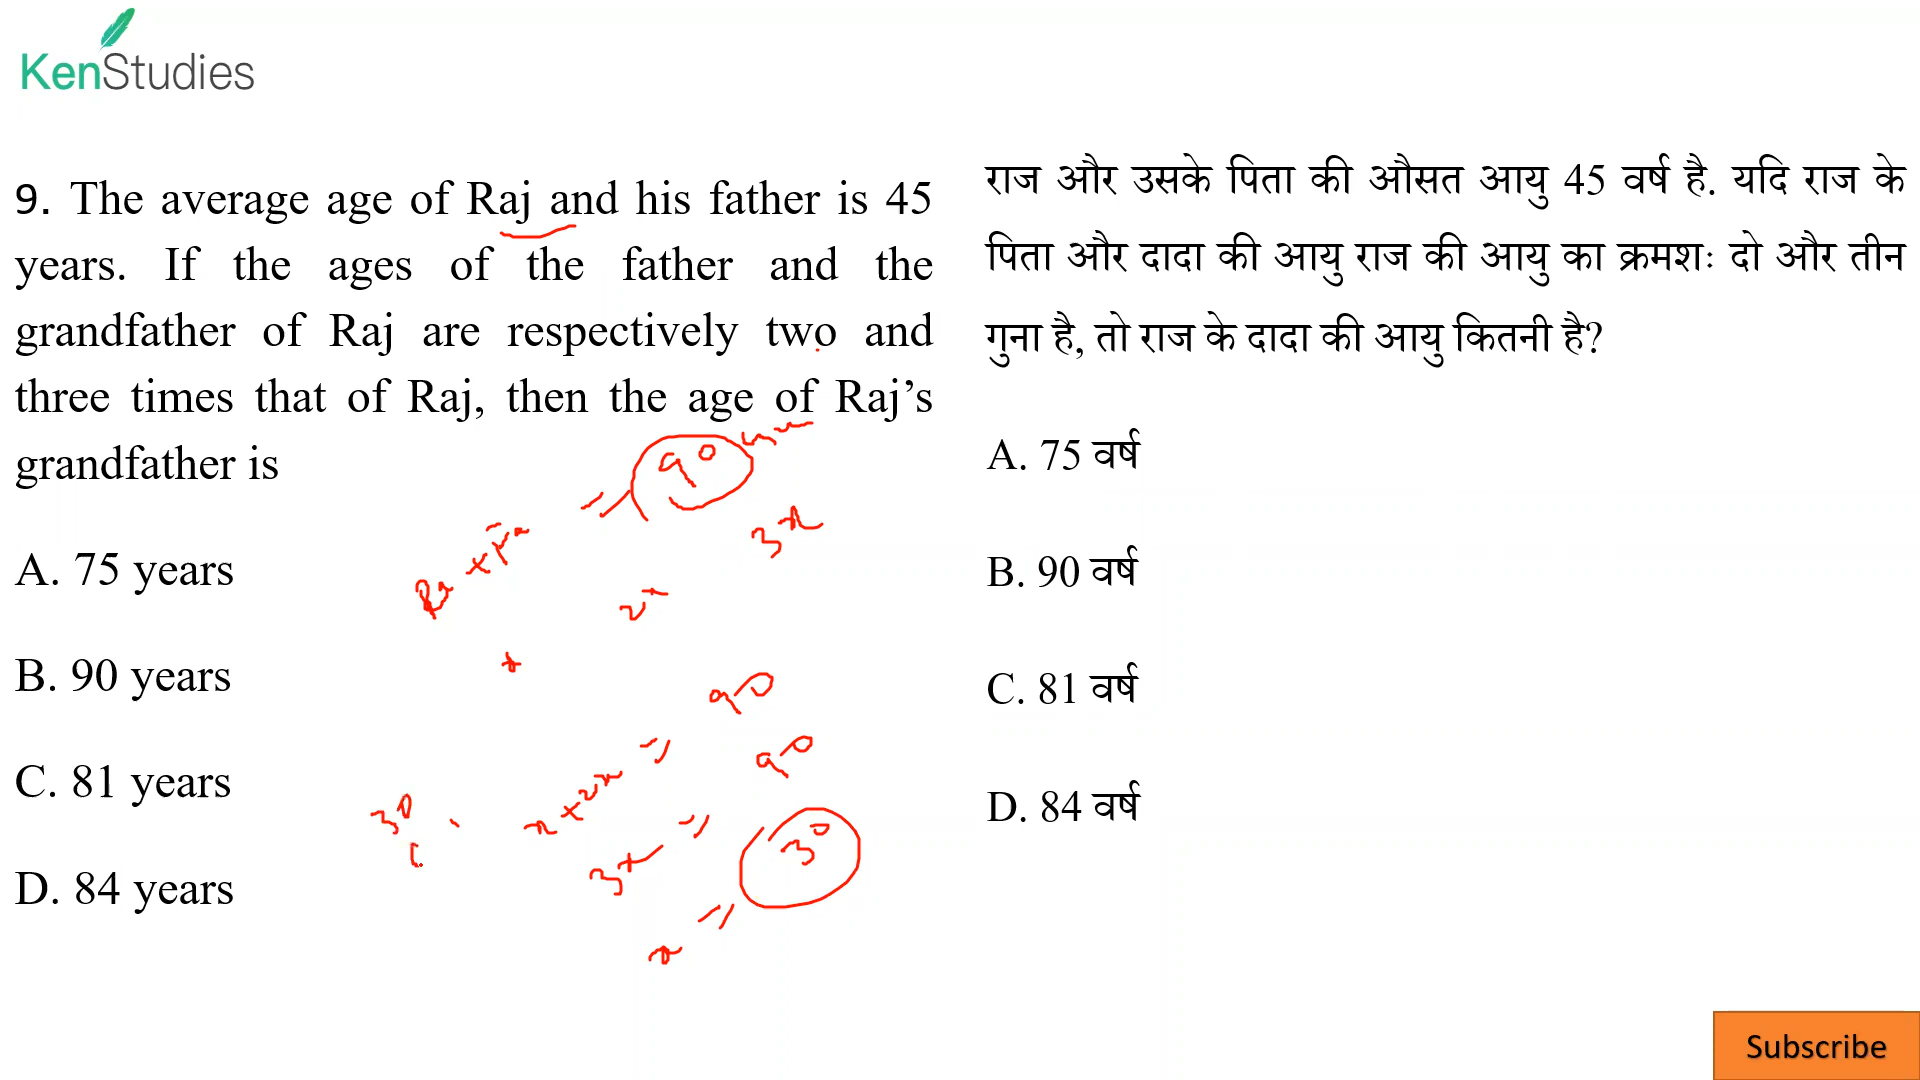 KenStudies
9. The average age of Raj and his father is 45
years. If the ages of the father and the
grandfather of Raj are respectively two and
three times that of Raj, then the age of Raj's
grandfather is
A. 75 years
B. 90 years
C. 81 years
D. 84 years
Ra + Fa = 90
x 2x 3x
x + 2x = 90
3x = 90
x = 30
30
राज और उसके पिता की औसत आयु 45 वर्ष है. यदि राज के
पिता और दादा की आयु राज की आयु का क्रमशः दो और तीन
गुना है, तो राज के दादा की आयु कितनी है?
A. 75 वर्ष
B. 90 वर्ष
C. 81 वर्ष
D. 84 वर्ष
Subscribe